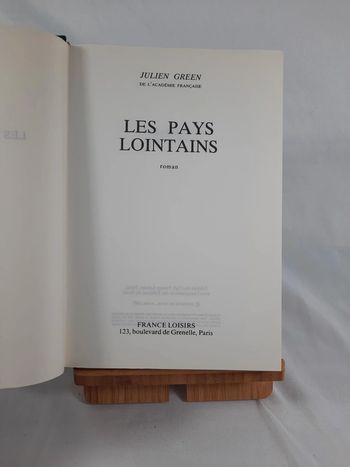 JULIEN GREEN
DE L'ACADÉMIE FRANÇAISE
LES PAYS
LOINTAINS
roman
FRANCE LOISIRS
123, boulevard de Grenelle, Paris